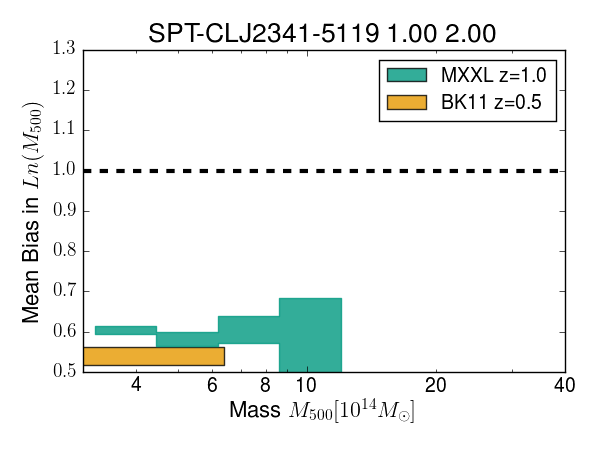 SPT-CLJ2341-5119 1.00 2.00
MXXL z=1.0
BK11 z=0.5
Mean Bias in Ln(M500)
1.3
1.2
1.1
1.0
0.9
0.8
0.7
0.6
0.5
4 6 8 10 20 40
Mass M500[10^14 M⊙]